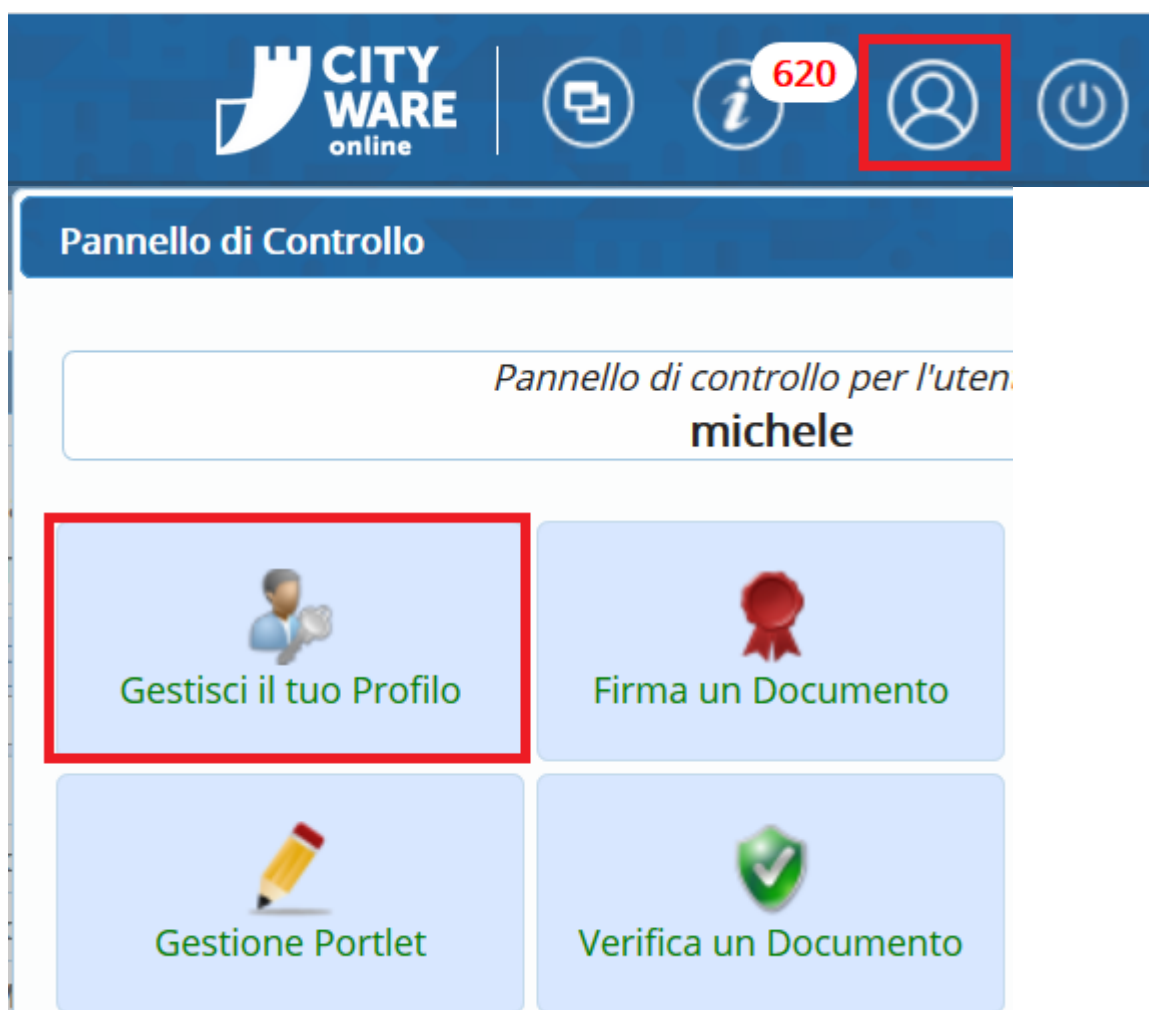 CITY
WARE
online
i
620
Pannello di Controllo
Pannello di controllo per l'uten
michele
Gestisci il tuo Profilo
Firma un Documento
Gestione Portlet
Verifica un Documento